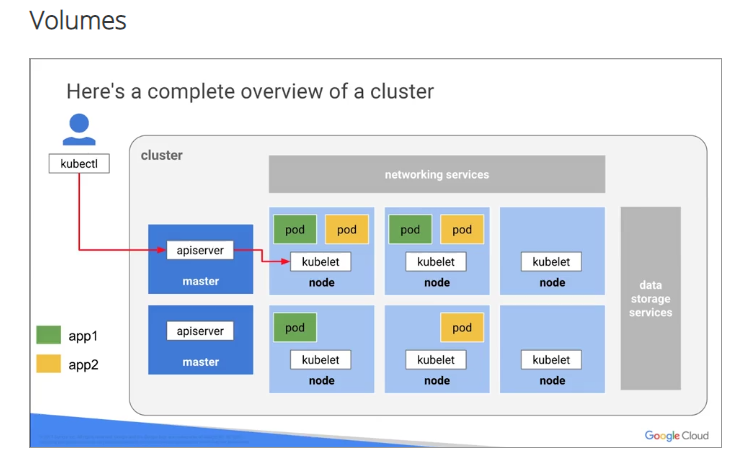 Volumes
Here's a complete overview of a cluster
kubectl
cluster
networking services
pod
pod
pod
pod
apiserver
kubelet
kubelet
kubelet
master
node
node
node
data
storage
services
pod
pod
apiserver
kubelet
kubelet
kubelet
master
node
node
node
app1
app2
Google Cloud